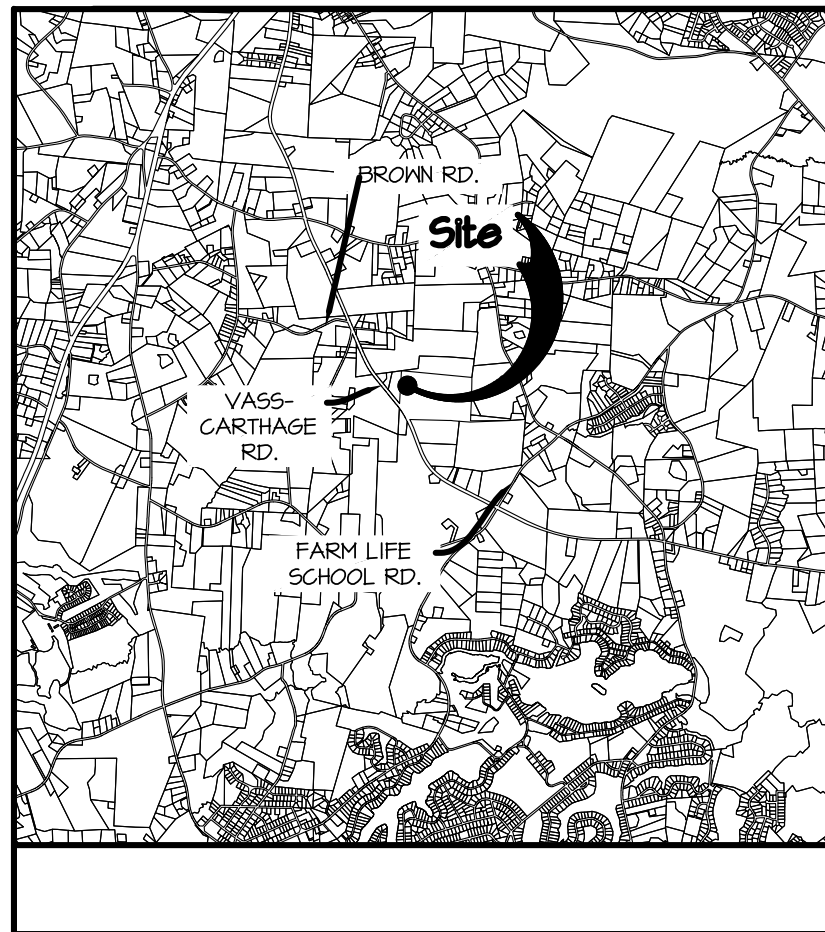 BROWN RD.
Site
VASS-
CARTHAGE
RD.
FARM LIFE
SCHOOL RD.